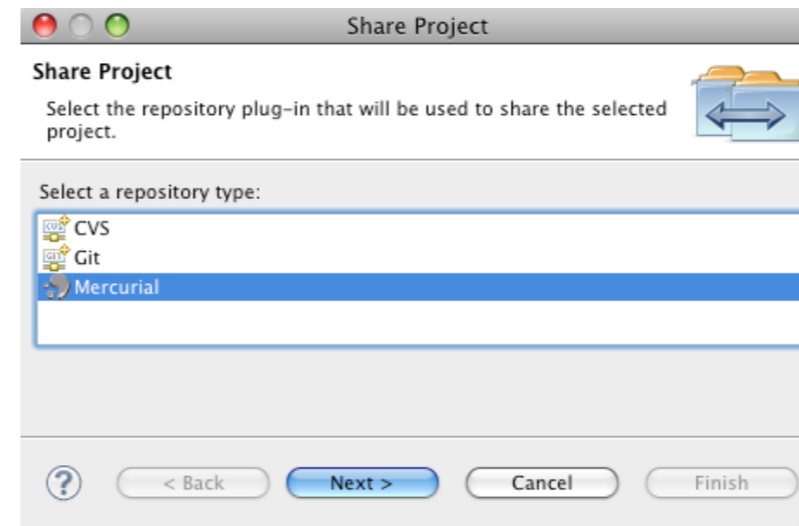 Share Project
Share Project
Select the repository plug-in that will be used to share the selected
project.
Select a repository type:
CVS
Git
Mercurial
? < Back Next > Cancel Finish